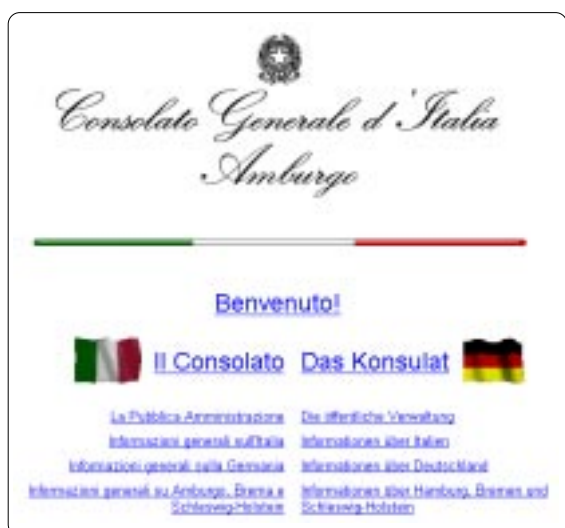 Consolato Generale d'Italia
Amburgo
Benvenuto!
Il Consolato Das Konsulat
La Pubblica Amministrazione Die öffentliche Verwaltung
Informazioni generali sull'Italia Informationen über Italien
Informazioni generali sulla Germania Informationen über Deutschland
Informazioni generali su Amburgo, Brema e Schleswig-Holstein
Informationen über Hamburg, Bremen und Schleswig-Holstein